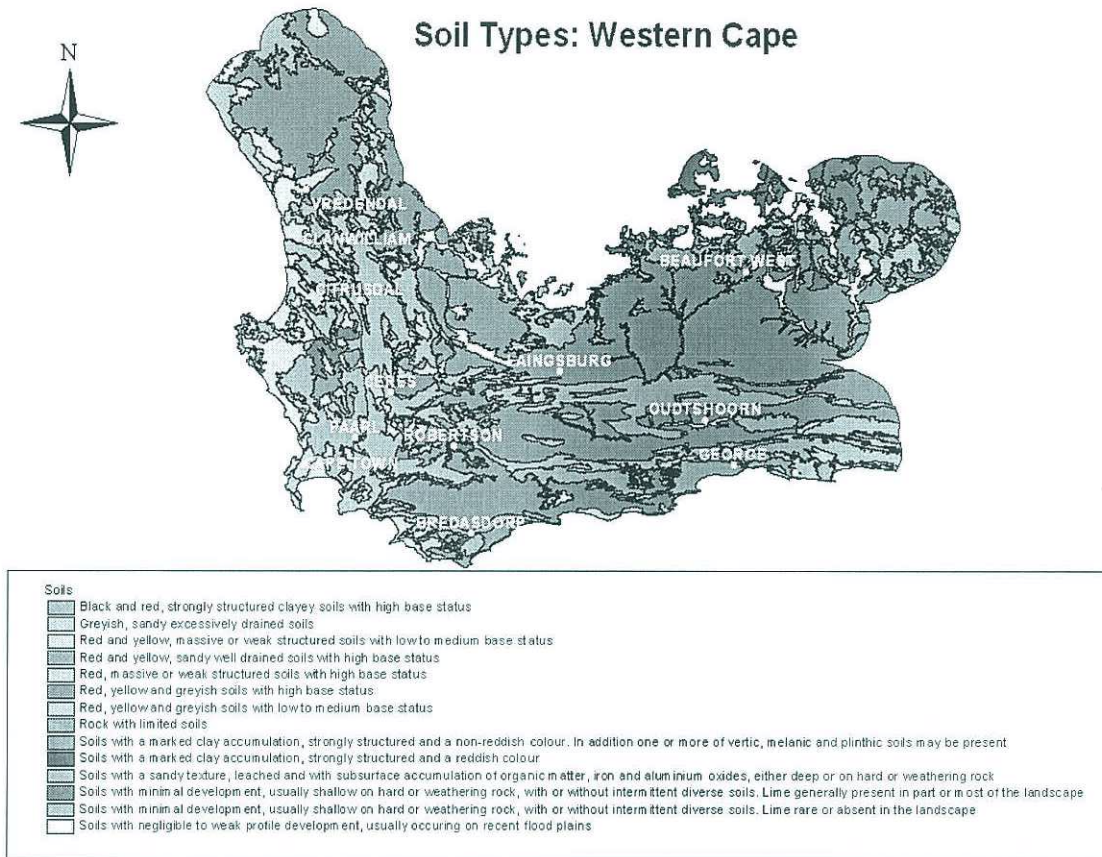 Soil Types: Western Cape
N
VREDENDAL
CLANWILLIAM
BEAUFORT WEST
CITRUSDAL
LAINGSBURG
CERES
OUDTSHOORN
PAARL
ROBERTSON
GEORGE
CAPE TOWN
BREDASDORP
Soils
Black and red, strongly structured clayey soils with high base status
Greyish, sandy excessively drained soils
Red and yellow, massive or weak structured soils with low to medium base status
Red and yellow, sandy well drained soils with high base status
Red, massive or weak structured soils with high base status
Red, yellow and greyish soils with high base status
Red, yellow and greyish soils with low to medium base status
Rock with limited soils
Soils with a marked clay accumulation, strongly structured and a non-reddish colour. In addition one or more of vertic, melanic and plinthic soils may be present
Soils with a marked clay accumulation, strongly structured and a reddish colour
Soils with a sandy texture, leached and with subsurface accumulation of organic matter, iron and aluminium oxides, either deep or on hard or weathering rock
Soils with minimal development, usually shallow on hard or weathering rock, with or without intermittent diverse soils. Lime generally present in part or most of the landscape
Soils with minimal development, usually shallow on hard or weathering rock, with or without intermittent diverse soils. Lime rare or absent in the landscape
Soils with negligible to weak profile development, usually occuring on recent flood plains